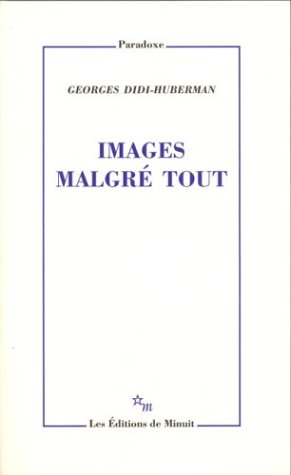 Paradoxe
GEORGES DIDI-HUBERMAN
IMAGES
MALGRÉ TOUT
m
Les Éditions de Minuit